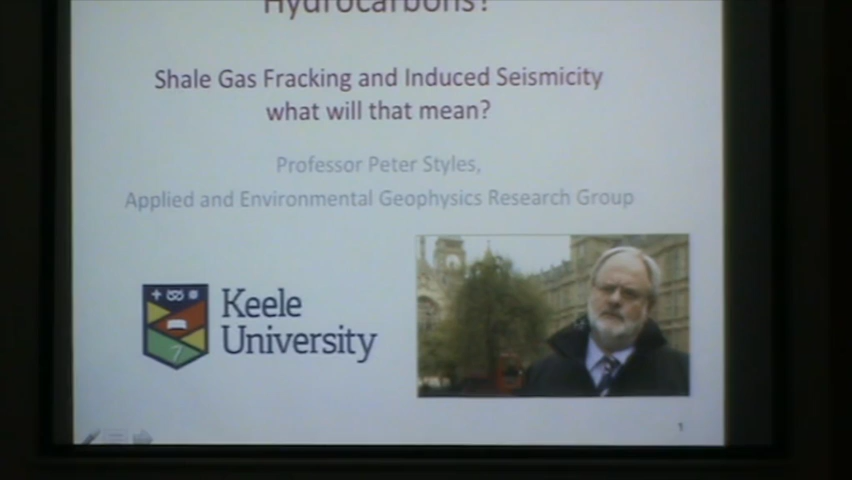 Hydrocarbons?
Shale Gas Fracking and Induced Seismicity
what will that mean?
Professor Peter Styles,
Applied and Environmental Geophysics Research Group
Keele
University
1